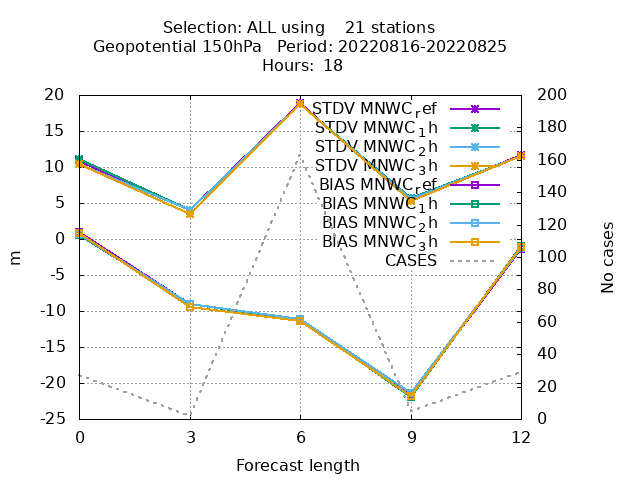 Selection: ALL using 21 stations
Geopotential 150hPa Period: 20220816-20220825
Hours: 18
20
15
10
5
0
-5
-10
-15
-20
-25
m
STDV MNWC_ref
STDV MNWC_1h
STDV MNWC_2h
STDV MNWC_3h
BIAS MNWC_ref
BIAS MNWC_1h
BIAS MNWC_2h
BIAS MNWC_3h
CASES
200
180
160
140
120
100
80
60
40
20
0
No cases
0 3 6 9 12
Forecast length